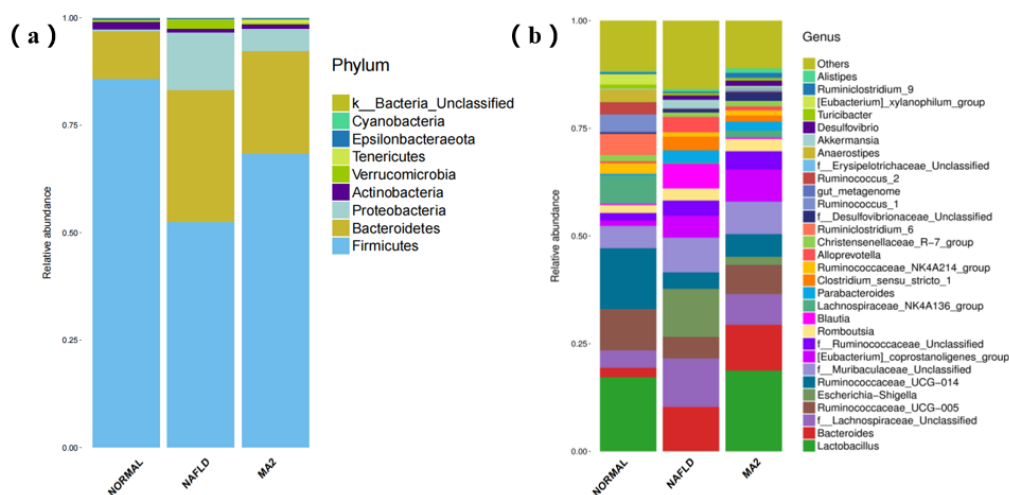 (a)
Relative abundance
1.00
0.75
0.50
0.25
0.00
NORMAL
NAFLD
MA2
Phylum
k__Bacteria_Unclassified
Cyanobacteria
Epsilonbacteraeota
Tenericutes
Verrucomicrobia
Actinobacteria
Proteobacteria
Bacteroidetes
Firmicutes
(b)
Relative abundance
1.00
0.75
0.50
0.25
0.00
NORMAL
NAFLD
MA2
Genus
Others
Alistipes
Ruminiclostridium_9
[Eubacterium]_xylanophilum_group
Turicibacter
Desulfovibrio
Akkermansia
Anaerostipes
f__Erysipelotrichaceae_Unclassified
Ruminococcus_2
gut_metagenome
Ruminococcus_1
f__Desulfovibrionaceae_Unclassified
Ruminiclostridium_6
Christensenellaceae_R-7_group
Alloprevotella
Ruminococcaceae_NK4A214_group
Clostridium_sensu_stricto_1
Parabacteroides
Lachnospiraceae_NK4A136_group
Blautia
Romboutsia
f__Ruminococcaceae_Unclassified
[Eubacterium]_coprostanoligenes_group
f__Muribaculaceae_Unclassified
Ruminococcaceae_UCG-014
Escherichia-Shigella
Ruminococcaceae_UCG-005
f__Lachnospiraceae_Unclassified
Bacteroides
Lactobacillus